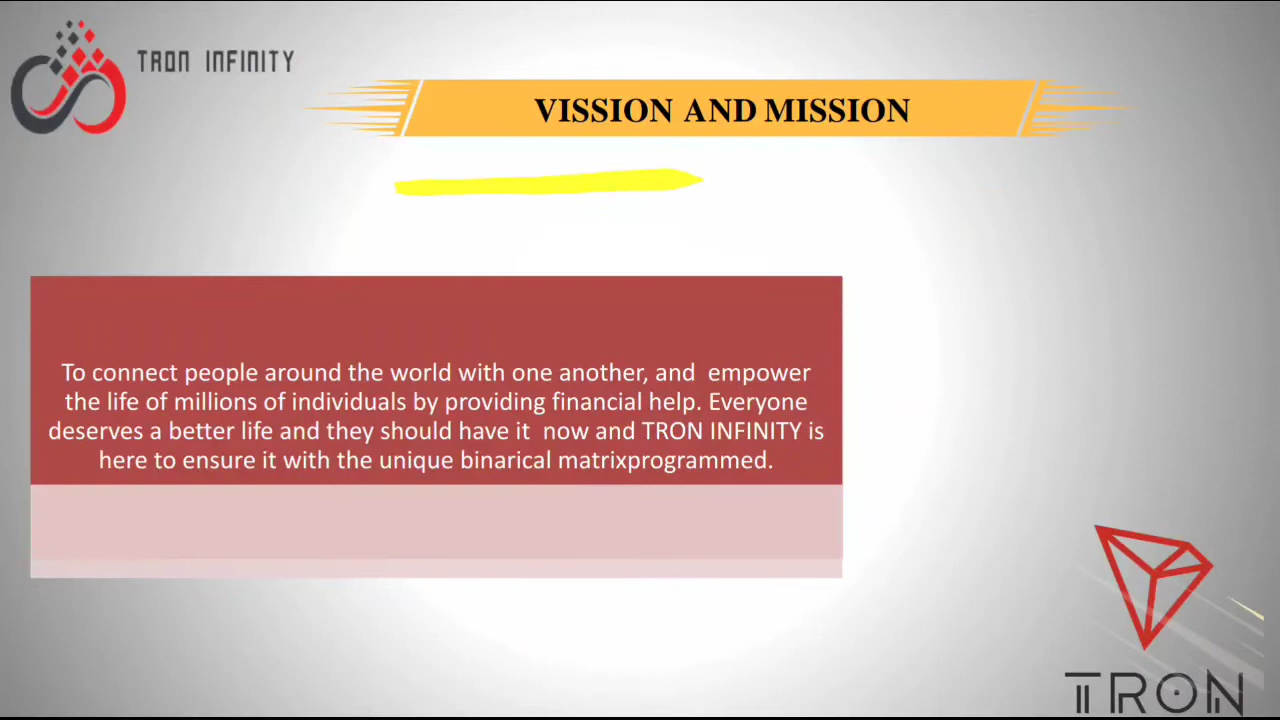 TRON INFINITY
VISSION AND MISSION
To connect people around the world with one another, and  empower
the life of millions of individuals by providing financial help. Everyone
deserves a better life and they should have it  now and TRON INFINITY is
here to ensure it with the unique binarical matrixprogrammed.
TRON